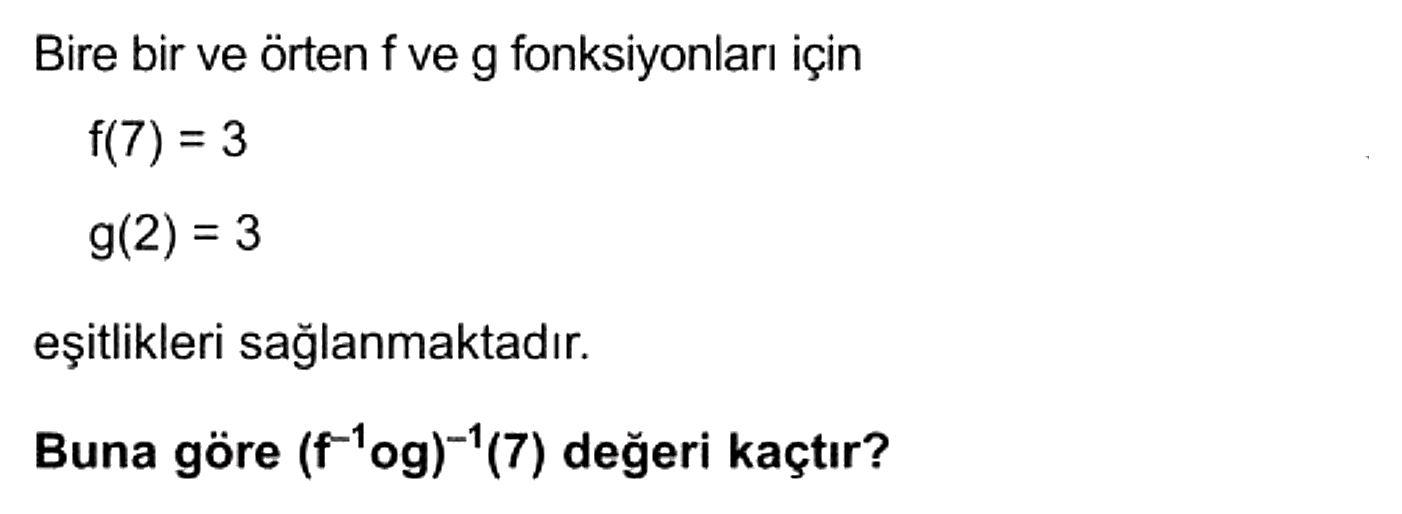 Bire bir ve örten f ve g fonksiyonları için
f(7) = 3
g(2) = 3
eşitlikleri sağlanmaktadır.
Buna göre (f⁻¹og)⁻¹(7) değeri kaçtır?